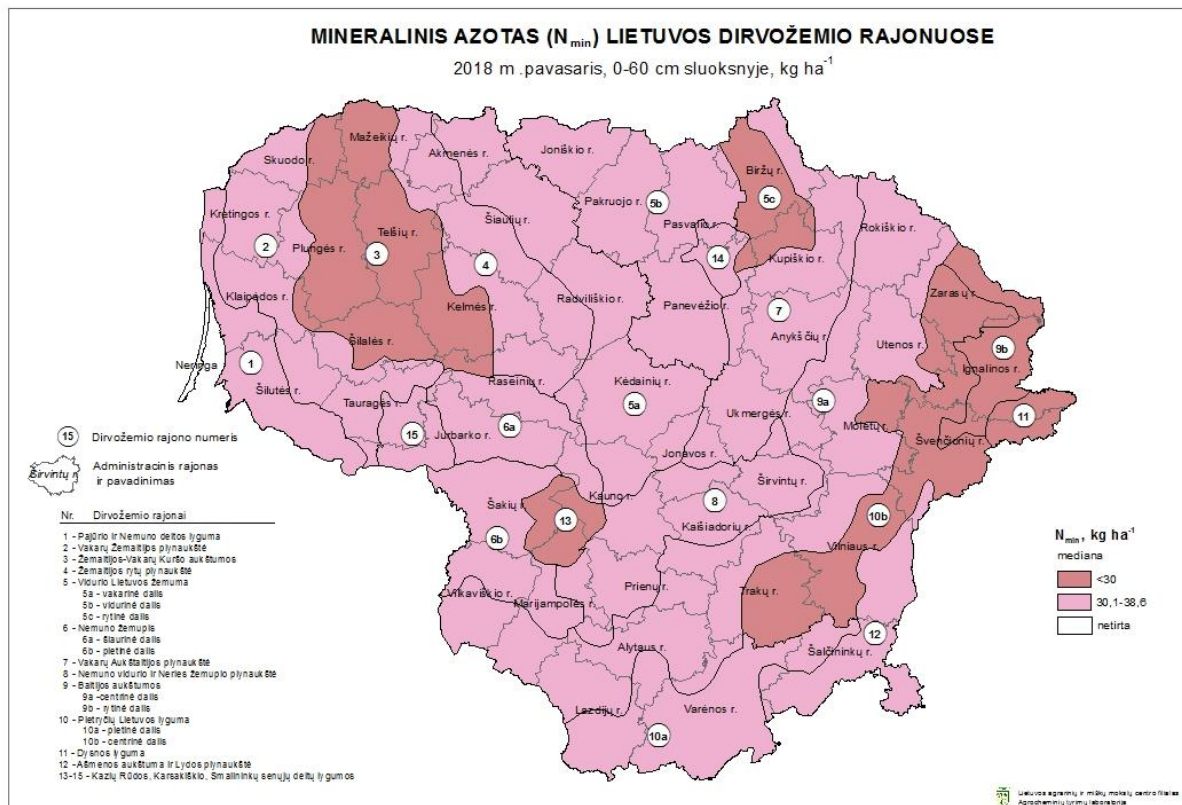 MINERALINIS AZOTAS (Nmin) LIETUVOS DIRVOŽEMIO RAJONUOSE
2018 m .pavasaris, 0-60 cm sluoksnyje, kg ha-1
Mažeikių r.
Skuodo r.
Akmenės r.
Joniškio r.
Biržų r.
5c
Kretingos r.
2
Plungės r.
Telšių r.
3
Šiaulių r.
4
Pakruojo r.
5b
Pasvalio r.
14
Rokiškio r.
Kupiškio r.
Klaipėdos r.
Kelmės r.
Radviliškio r.
Panevėžio r.
7
Anykščių r.
Zarasų r.
Utenos r.
9b
Ignalinos r.
Neringa
1
Šilalės r.
Šilutės r.
Tauragės r.
15
Jurbarko r.
6a
Raseinių r.
Kėdainių r.
5a
Ukmergės r.
9a
Molėtų r.
Švenčionių r.
11
Jonavos r.
Širvintų r.
Kauno r.
8
Kaišiadorių r.
Šakių r.
13
6b
10b
Vilniaus r.
Vilkaviškio r.
Marijampolės r.
Prienų r.
Trakų r.
12
Šalčininkų r.
Alytaus r.
Lazdijų r.
Varėnos r.
10a
15 Dirvožemio rajono numeris
Širvintų r. Administracinis rajonas
ir pavadinimas
Nr. Dirvožemio rajonai
1 - Pajūrio ir Nemuno deltos lyguma
2 - Vakarų Žemaitijos plynaukštė
3 - Žemaitijos-Vakarų Kuršo aukštumos
4 - Žemaitijos rytų plynaukštė
5 - Vidurio Lietuvos žemuma
5a - vakarinė dalis
5b - vidurinė dalis
5c - rytinė dalis
6 - Nemuno žemupis
6a - šiaurinė dalis
6b - pietinė dalis
7 - Vakarų Aukštaitijos plynaukštė
8 - Nemuno vidurio ir Neries žemupio plynaukštė
9 - Baltijos aukštumos
9a -centrinė dalis
9b - rytinė dalis
10 - Pietryčių Lietuvos lyguma
10a - pietinė dalis
10b - centrinė dalis
11 - Dysnos lyguma
12 - Ašmenos aukštuma ir Lydos plynaukštė
13-15 - Kazlų Rūdos, Karsakiškio, Smalininkų senųjų deltų lygumos
Nmin, kg ha-1
mediana
<30
30,1-38,6
netirta
Lietuvos agrarinių ir miškų mokslų centro filialas
Agrocheminių tyrimų laboratorija